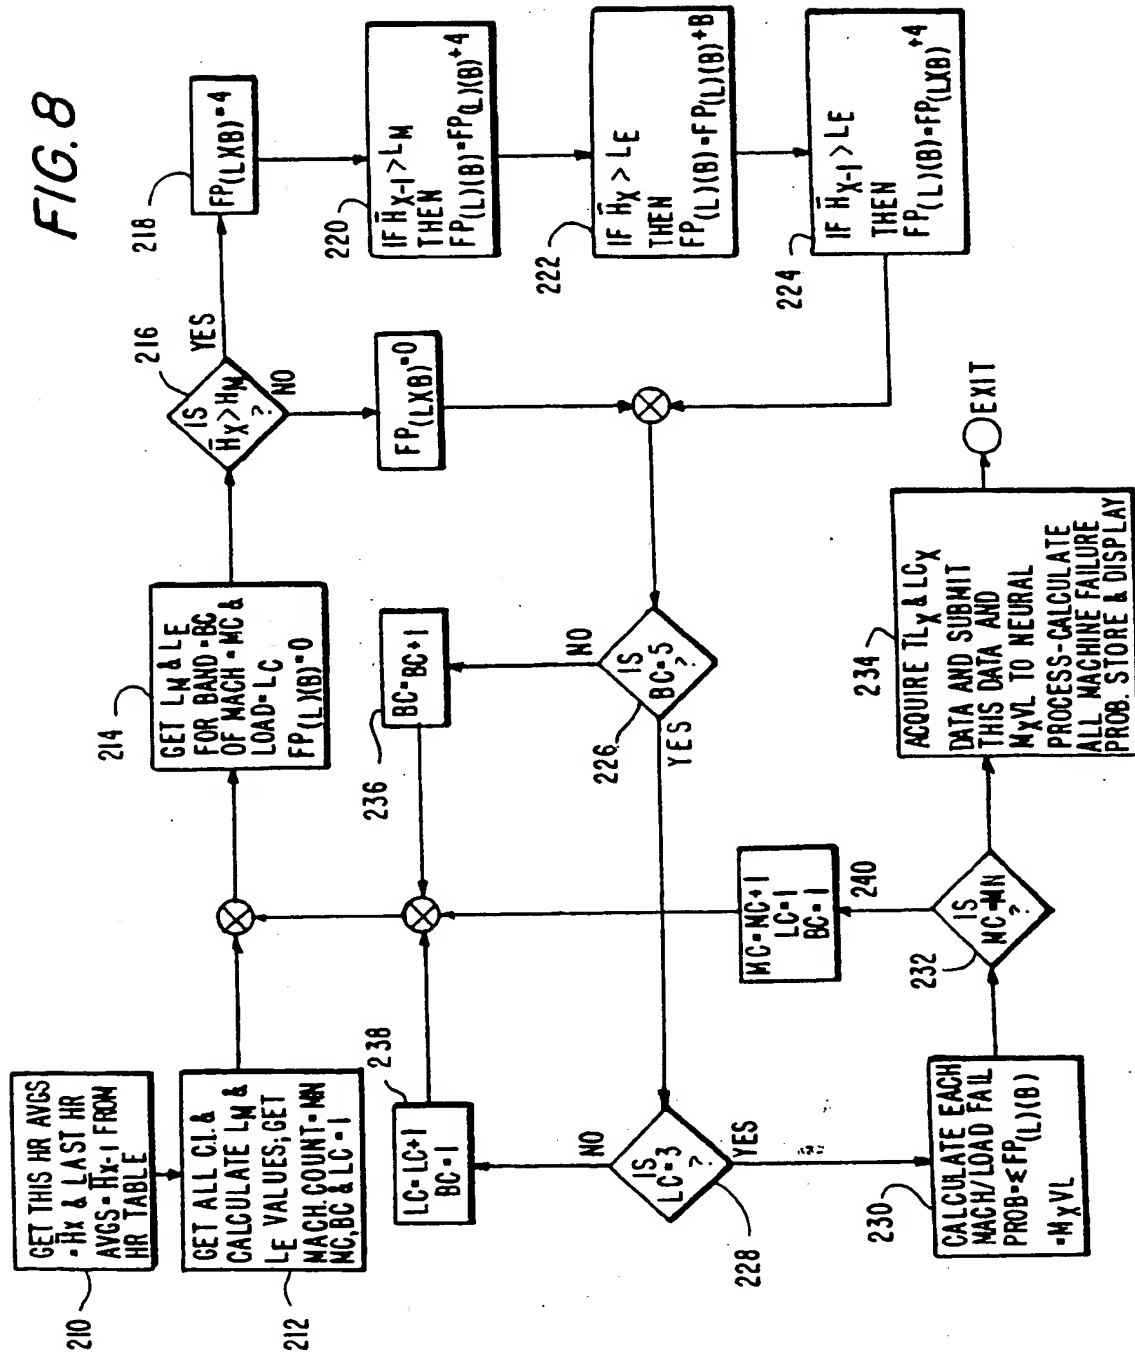 FIG. 8
210
GET THIS HR AVGS
= H̅X & LAST HR
AVGS = H̅X-1 FROM
HR TABLE
212
GET ALL C.I. &
CALCULATE LM &
LE VALUES; GET
MACH. COUNT = MN
MC, BC & LC = 1
214
GET LM & LE
FOR BAND = BC
OF MACH = MC &
LOAD = LC
FP(L)(B) = 0
216
IS
H̅X > HM
?
YES
NO
218
FP(L)(B) = 4
220
IF H̅X-1 > LM
THEN
FP(L)(B) = FP(L)(B) + 4
222
IF H̅X > LE
THEN
FP(L)(B) = FP(L)(B) + B
224
IF H̅X-1 > LE
THEN
FP(L)(B) = FP(L)(B) + 4
FP(L)(B) = 0
226
IS
BC = 5
?
NO
YES
236
BC = BC + 1
228
IS
LC = 3
?
NO
YES
238
LC = LC + 1
BC = 1
230
CALCULATE EACH
MACH/LOAD FAIL
PROB = Σ FP(L)(B)
= MXVL
232
IS
MC = MN
?
240
MC = MC + 1
LC = 1
BC = 1
234
ACQUIRE TLX & LCX
DATA AND SUBMIT
THIS DATA AND
MXVL TO NEURAL
PROCESS-CALCULATE
ALL MACHINE FAILURE
PROB. STORE & DISPLAY
EXIT